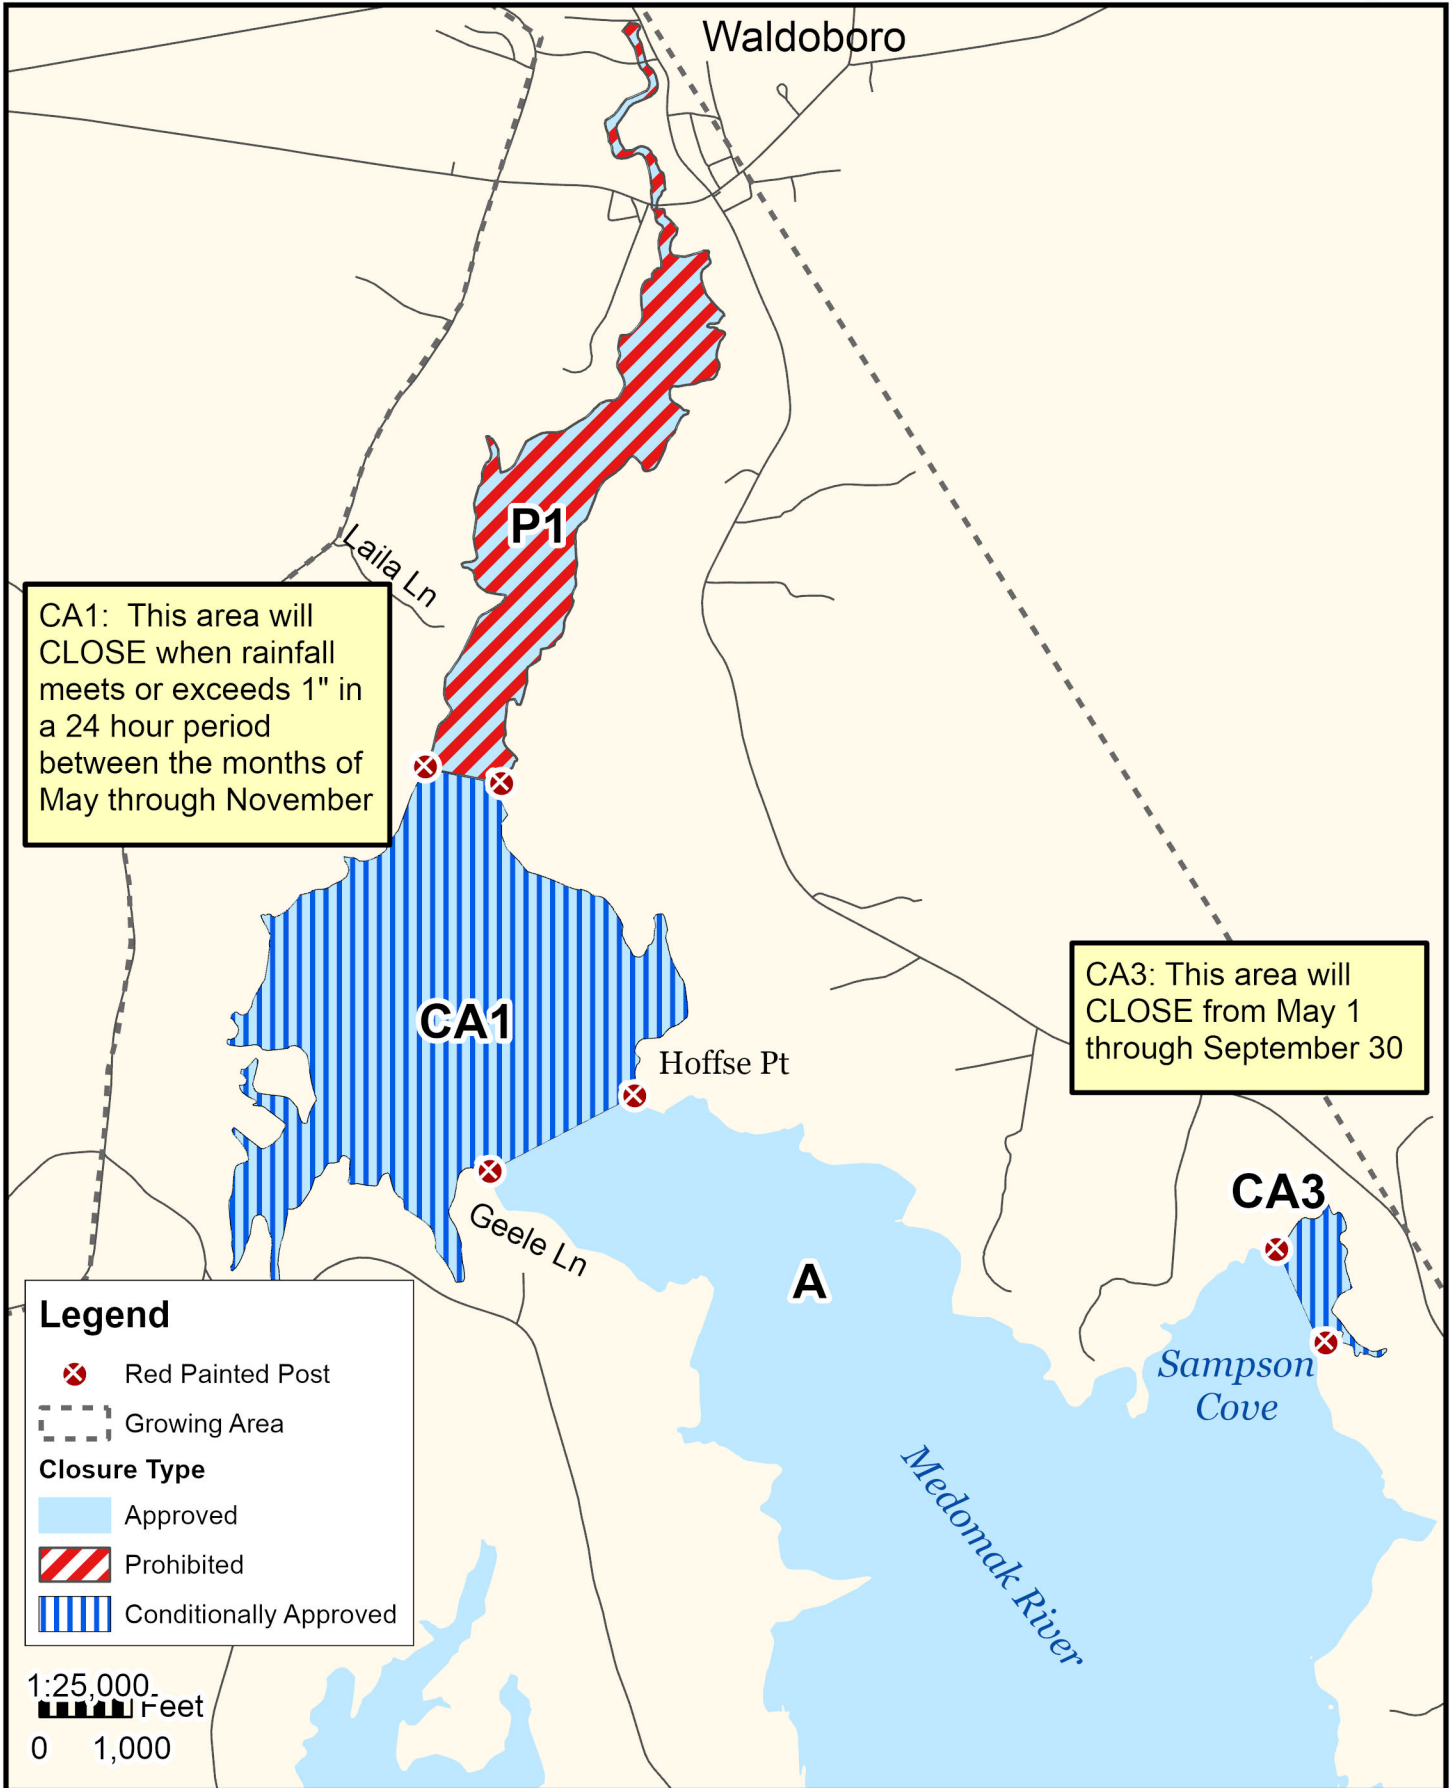 Waldoboro
P1
Laila Ln
CA1:  This area will
CLOSE when rainfall
meets or exceeds 1" in
a 24 hour period
between the months of
May through November
CA1
Hoffse Pt
CA3: This area will
CLOSE from May 1
through September 30
CA3
Geele Ln
A
Sampson
Cove
Medomak River
Legend
Red Painted Post
Growing Area
Closure Type
Approved
Prohibited
Conditionally Approved
1:25,000
Feet
0 1,000